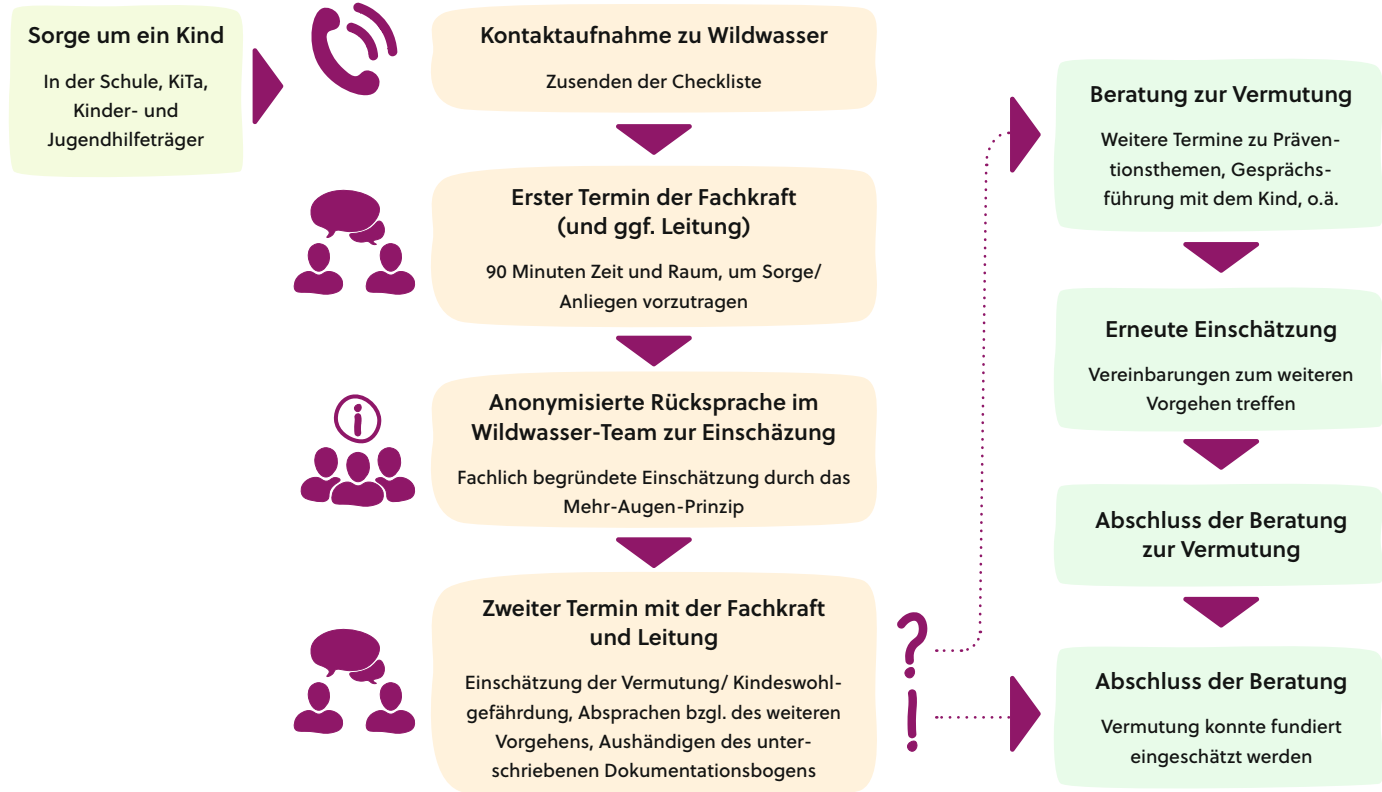 Sorge um ein Kind
In der Schule, KiTa,
Kinder- und
Jugendhilfeträger
Kontaktaufnahme zu Wildwasser
Zusenden der Checkliste
Erster Termin der Fachkraft
(und ggf. Leitung)
90 Minuten Zeit und Raum, um Sorge/
Anliegen vorzutragen
i
Anonymisierte Rücksprache im
Wildwasser-Team zur Einschäzung
Fachlich begründete Einschätzung durch das
Mehr-Augen-Prinzip
Zweiter Termin mit der Fachkraft
und Leitung
Einschätzung der Vermutung/ Kindeswohl-
gefährdung, Absprachen bzgl. des weiteren
Vorgehens, Aushändigen des unter-
schriebenen Dokumentationsbogens
?
!
Beratung zur Vermutung
Weitere Termine zu Präven-
tionsthemen, Gesprächs-
führung mit dem Kind, o.ä.
Erneute Einschätzung
Vereinbarungen zum weiteren
Vorgehen treffen
Abschluss der Beratung
zur Vermutung
Abschluss der Beratung
Vermutung konnte fundiert
eingeschätzt werden